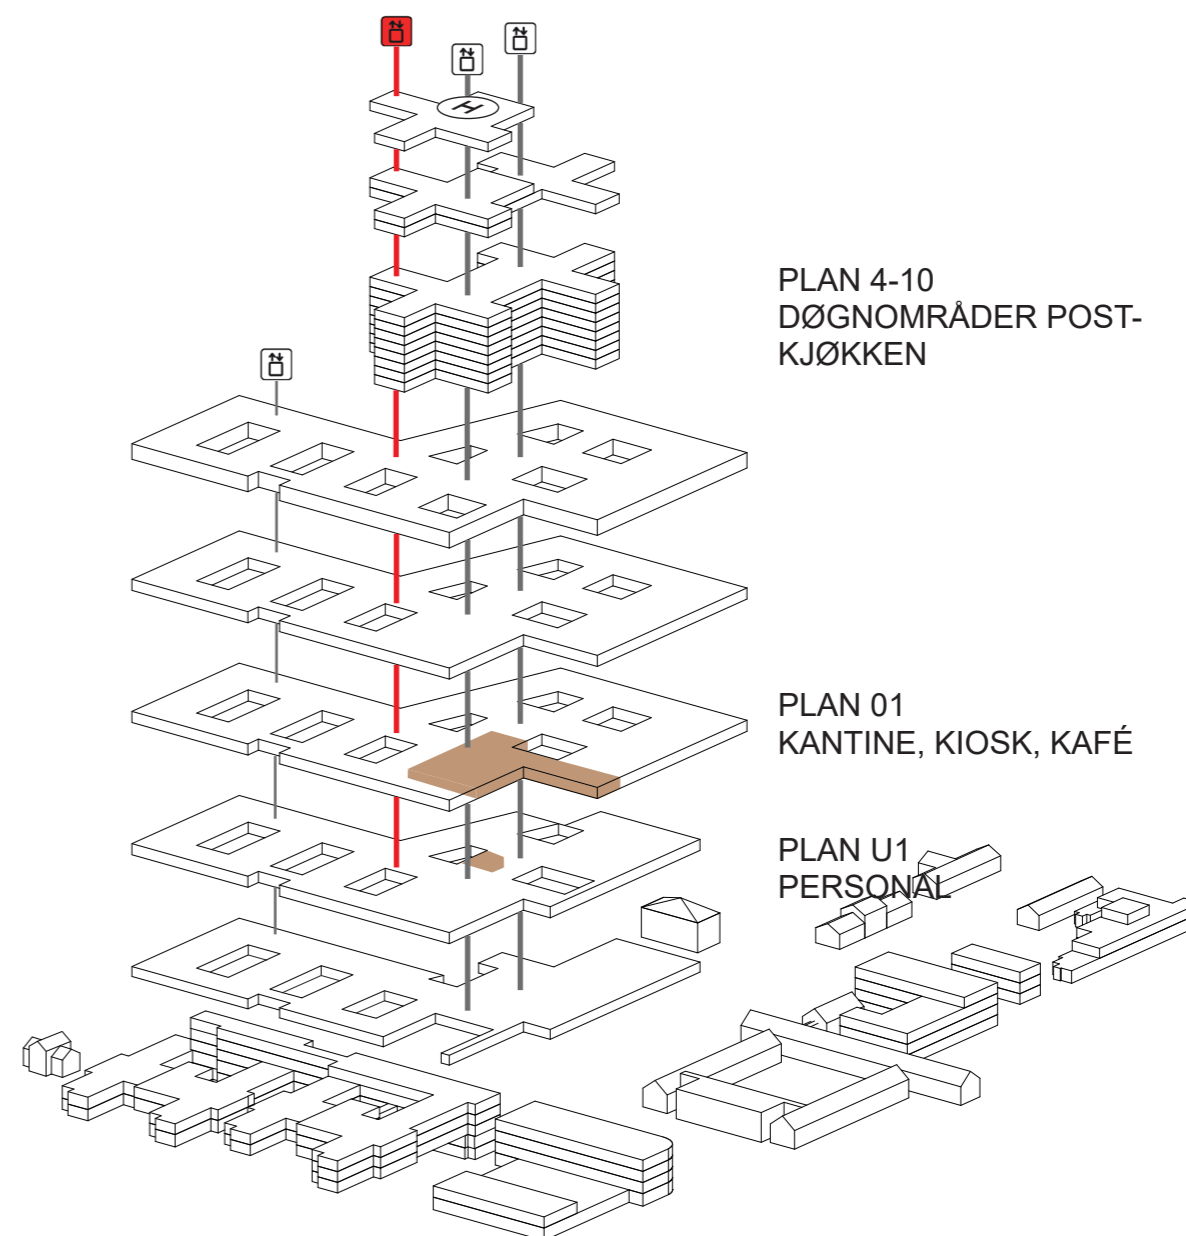 H
PLAN 4-10
DØGNOMRÅDER POST-
KJØKKEN
PLAN 01
KANTINE, KIOSK, KAFÉ
PLAN U1
PERSONAL